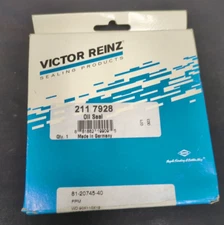 VICTOR REINZ
SEALING PRODUCTS
211 7928
Oil Seal
Qty. 1 Made in Germany
81-20745-40